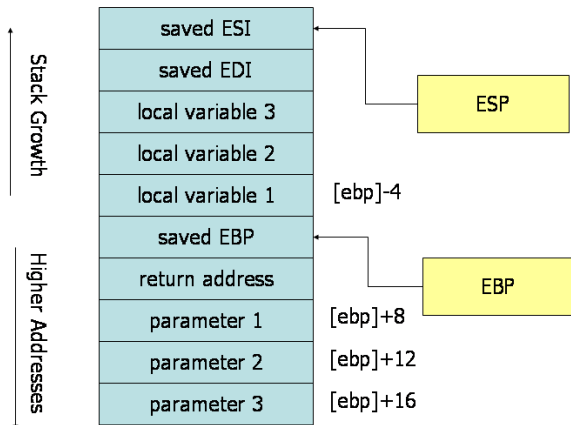 Stack Growth
Higher Addresses
saved ESI
saved EDI
local variable 3
local variable 2
local variable 1
[ebp]-4
saved EBP
return address
parameter 1
[ebp]+8
parameter 2
[ebp]+12
parameter 3
[ebp]+16
ESP
EBP